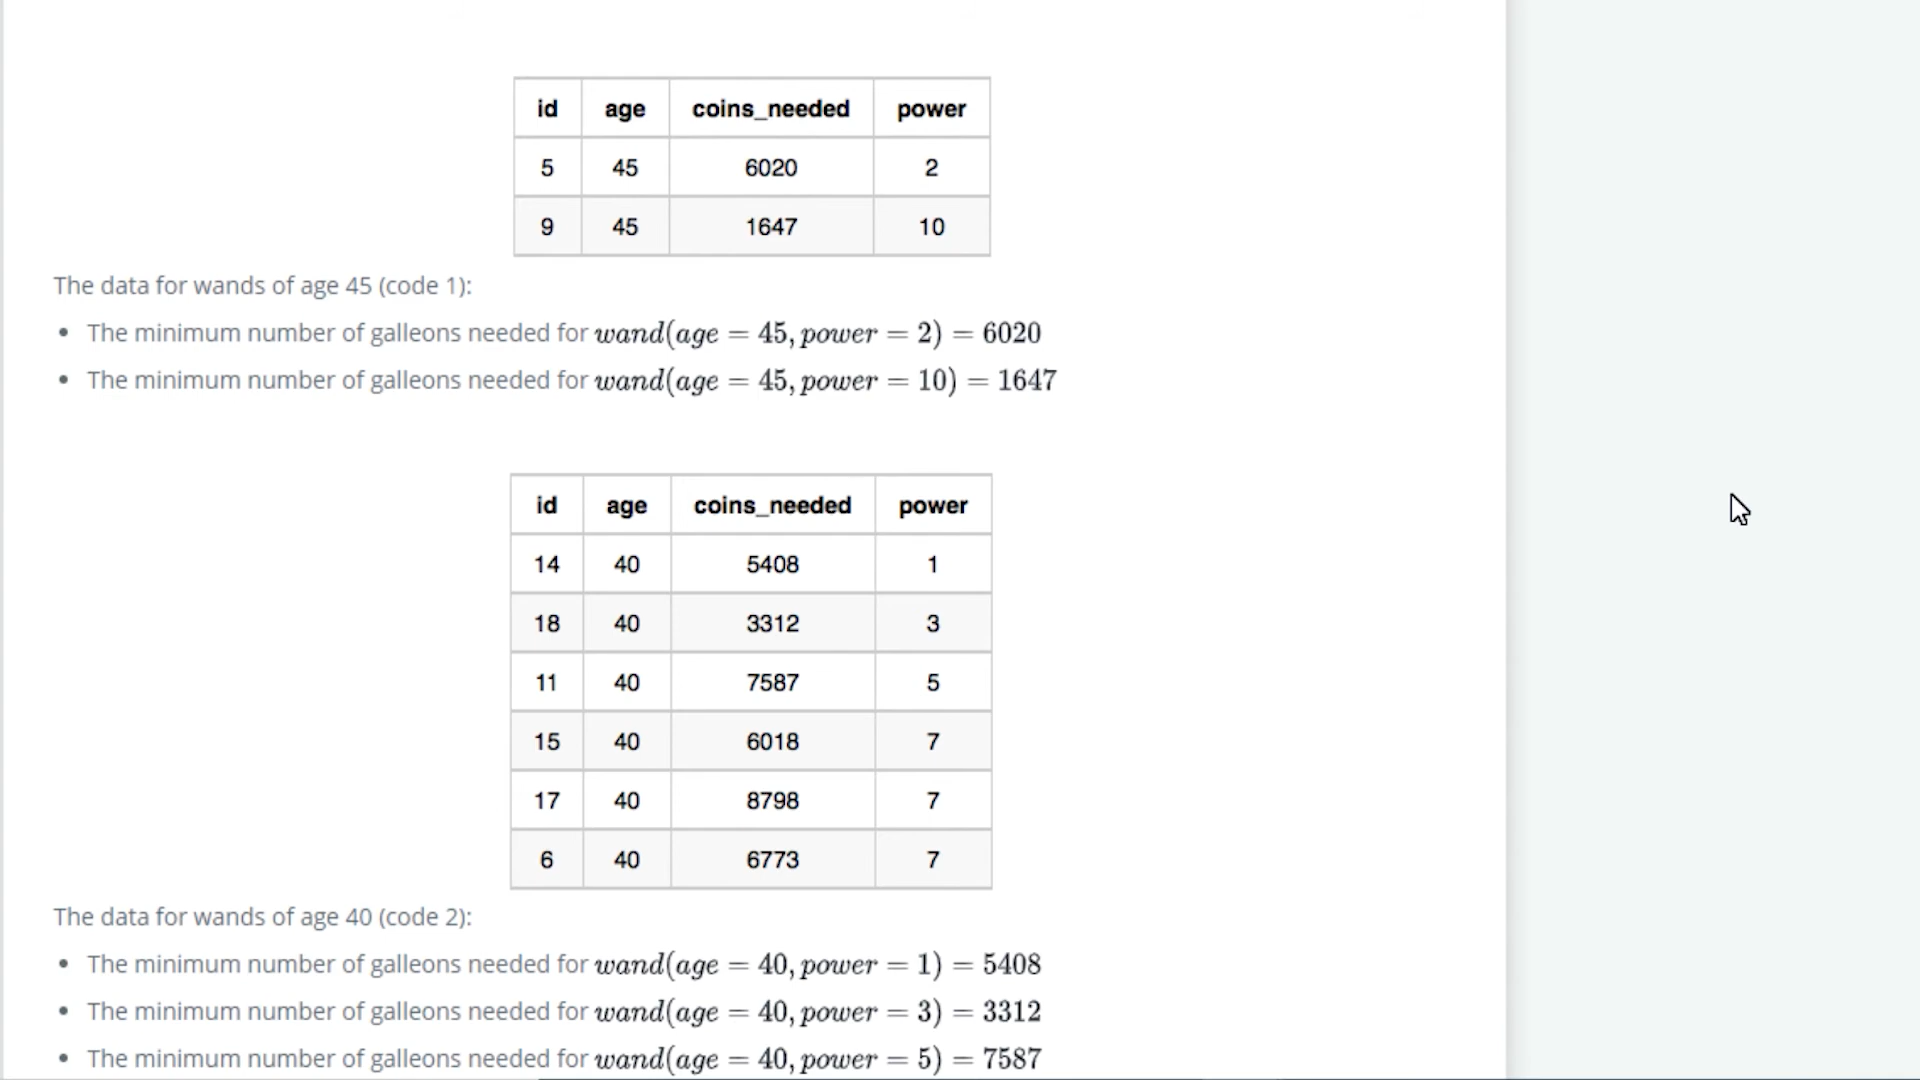 id age coins_needed power
5 45 6020 2
9 45 1647 10
The data for wands of age 45 (code 1):
• The minimum number of galleons needed for wand(age = 45, power = 2) = 6020
• The minimum number of galleons needed for wand(age = 45, power = 10) = 1647
id age coins_needed power
14 40 5408 1
18 40 3312 3
11 40 7587 5
15 40 6018 7
17 40 8798 7
6 40 6773 7
The data for wands of age 40 (code 2):
• The minimum number of galleons needed for wand(age = 40, power = 1) = 5408
• The minimum number of galleons needed for wand(age = 40, power = 3) = 3312
• The minimum number of galleons needed for wand(age = 40, power = 5) = 7587